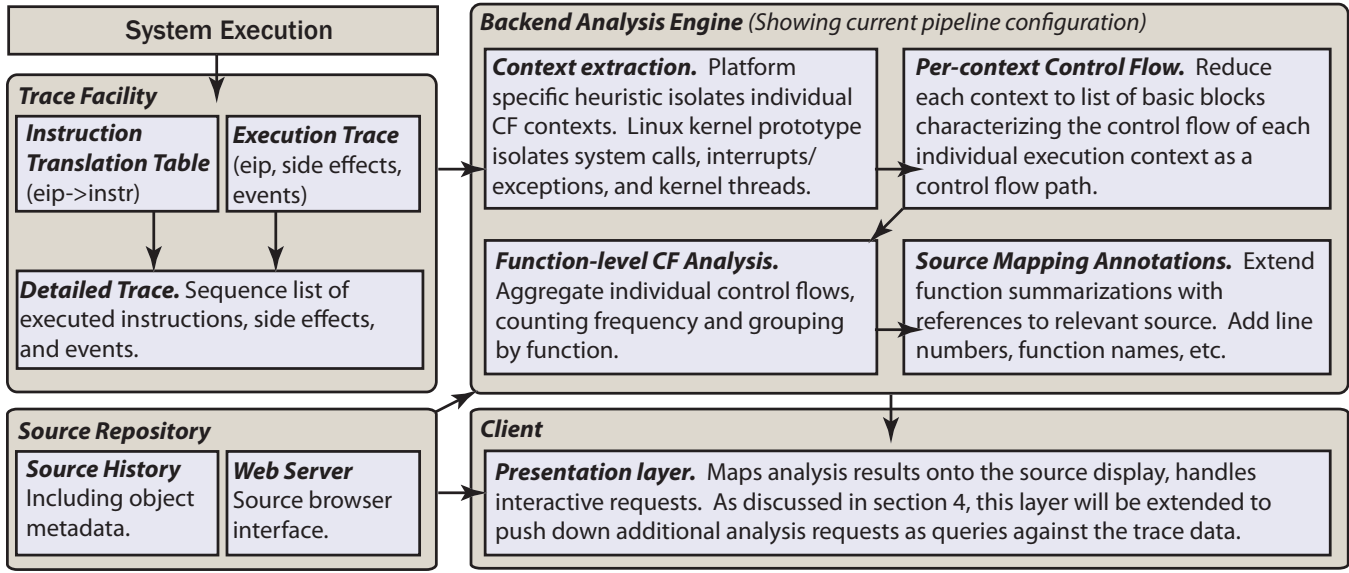 System Execution
Trace Facility
Instruction
Translation Table
(eip->instr)
Execution Trace
(eip, side effects,
events)
Detailed Trace. Sequence list of
executed instructions, side effects,
and events.
Source Repository
Source History
Including object
metadata.
Web Server
Source browser
interface.
Backend Analysis Engine (Showing current pipeline configuration)
Context extraction. Platform
specific heuristic isolates individual
CF contexts. Linux kernel prototype
isolates system calls, interrupts/
exceptions, and kernel threads.
Per-context Control Flow. Reduce
each context to list of basic blocks
characterizing the control flow of each
individual execution context as a
control flow path.
Function-level CF Analysis.
Aggregate individual control flows,
counting frequency and grouping
by function.
Source Mapping Annotations. Extend
function summarizations with
references to relevant source. Add line
numbers, function names, etc.
Client
Presentation layer. Maps analysis results onto the source display, handles
interactive requests. As discussed in section 4, this layer will be extended to
push down additional analysis requests as queries against the trace data.